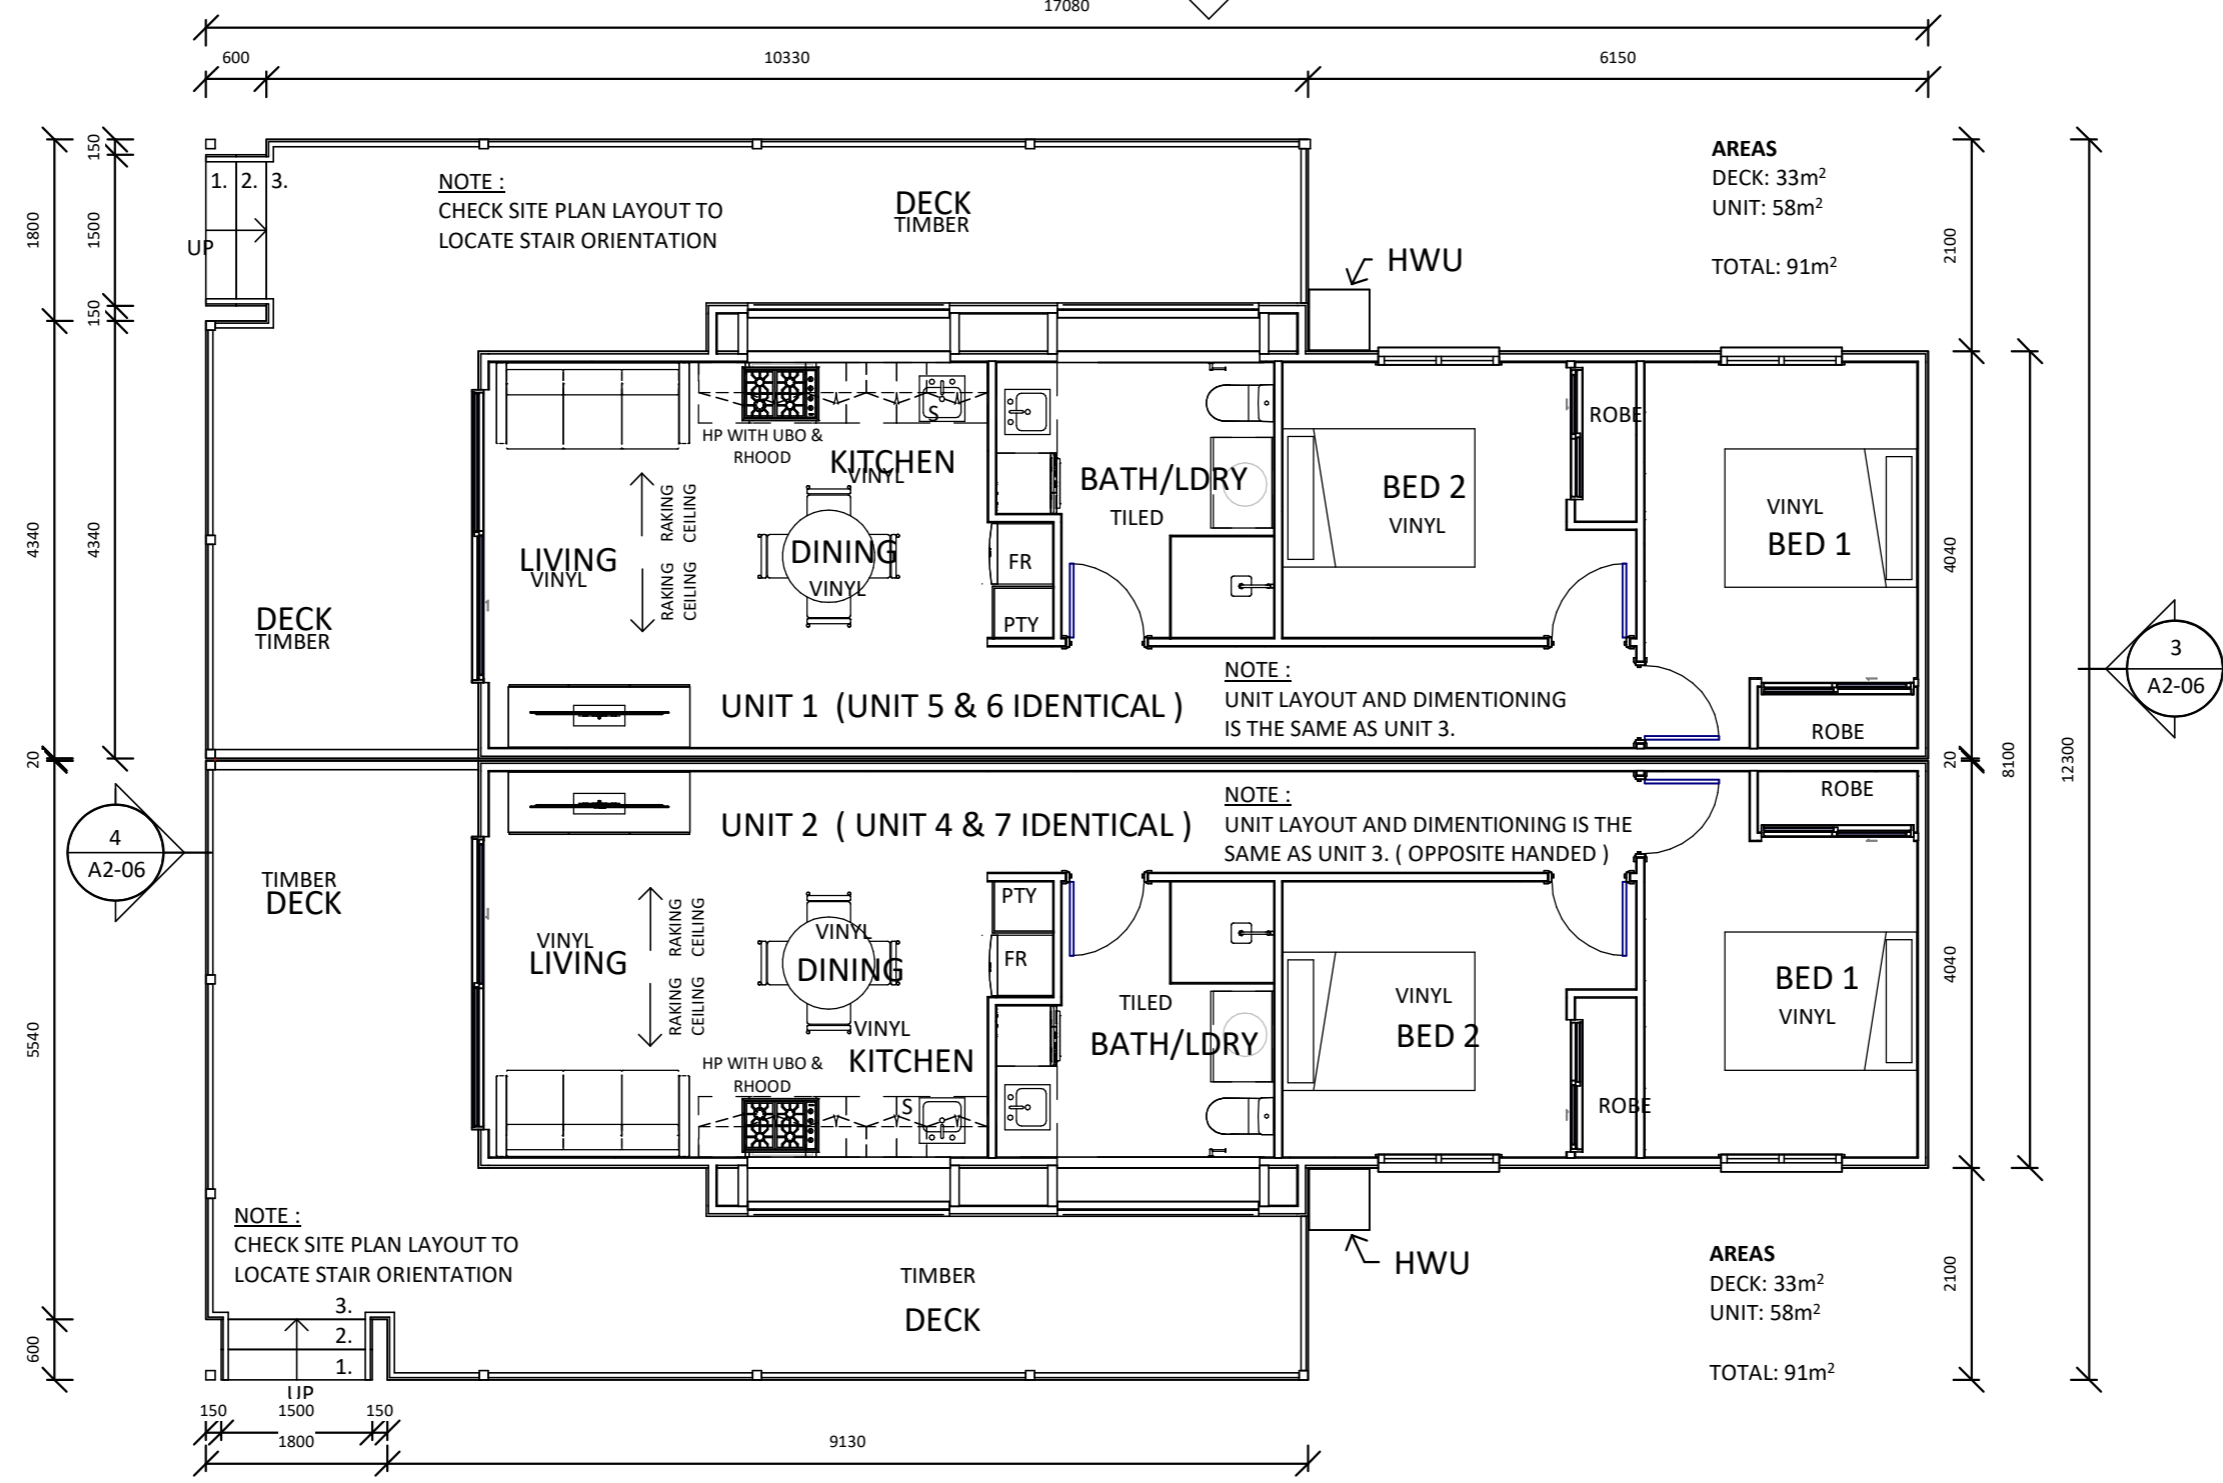 17080
600
10330
6150
150
1800
1500
150
4340
4340
20
5540
600
1. 2. 3.
UP
NOTE :
CHECK SITE PLAN LAYOUT TO
LOCATE STAIR ORIENTATION
DECK
TIMBER
AREAS
DECK: 33m²
UNIT: 58m²
TOTAL: 91m²
HWU
2100
4040
20
4040
2100
8100
12300
S
HP WITH UBO &
RHOOD
KITCHEN
VINYL
RAKING
CEILING
RAKING
CEILING
LIVING
VINYL
DINING
VINYL
BATH/LDRY
TILED
FR
PTY
BED 2
VINYL
ROBE
VINYL
BED 1
ROBE
DECK
TIMBER
UNIT 1 (UNIT 5 & 6 IDENTICAL )
NOTE :
UNIT LAYOUT AND DIMENTIONING
IS THE SAME AS UNIT 3.
3
A2-06
4
A2-06
UNIT 2 ( UNIT 4 & 7 IDENTICAL )
NOTE :
UNIT LAYOUT AND DIMENTIONING IS THE
SAME AS UNIT 3. ( OPPOSITE HANDED )
ROBE
TIMBER
DECK
VINYL
LIVING
RAKING
CEILING
RAKING
CEILING
VINYL
DINING
PTY
FR
VINYL
KITCHEN
HP WITH UBO &
RHOOD
S
TILED
BATH/LDRY
VINYL
BED 2
ROBE
BED 1
VINYL
NOTE :
CHECK SITE PLAN LAYOUT TO
LOCATE STAIR ORIENTATION
3.
2.
1.
UP
TIMBER
DECK
HWU
AREAS
DECK: 33m²
UNIT: 58m²
TOTAL: 91m²
150
1500
150
1800
9130